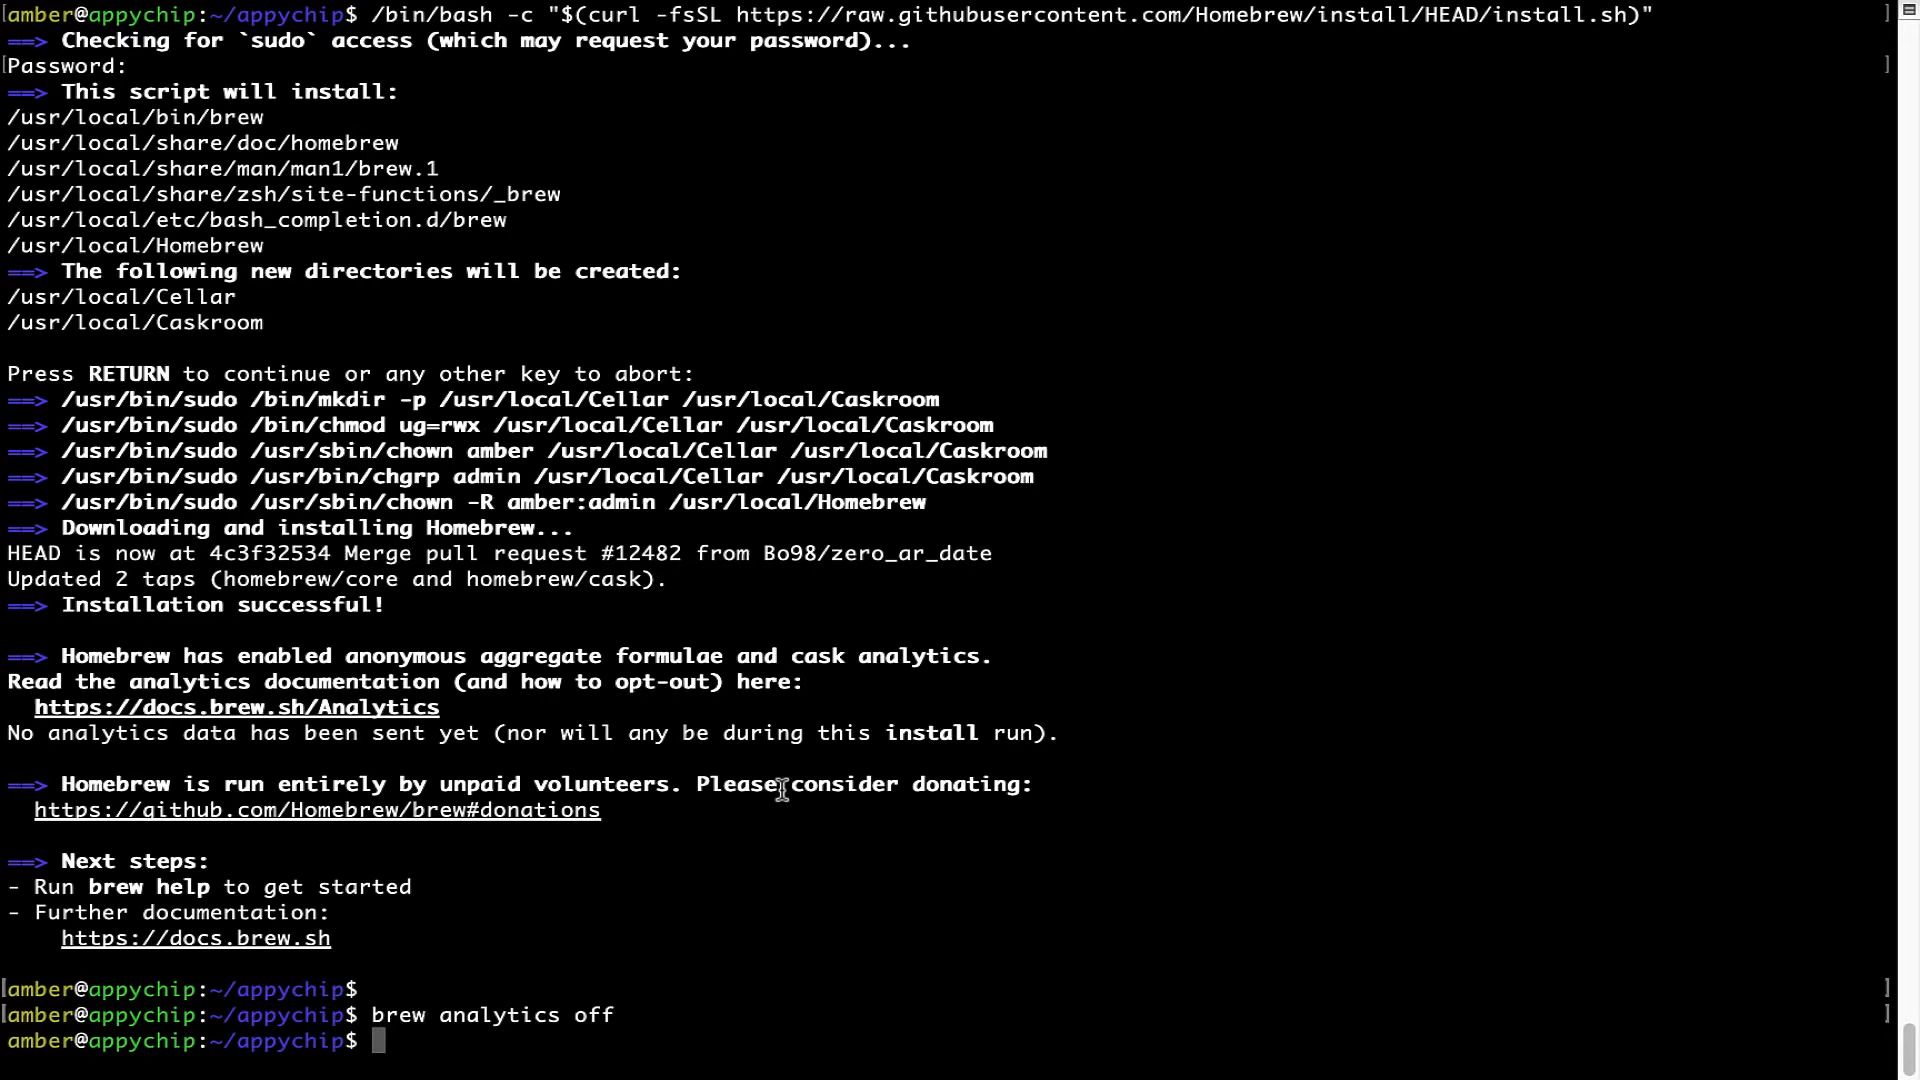 [amber@appychip:~/appychip$ /bin/bash -c "$(curl -fsSL https://raw.githubusercontent.com/Homebrew/install/HEAD/install.sh)" ]
==> Checking for `sudo` access (which may request your password)...
[Password: ]
==> This script will install:
/usr/local/bin/brew
/usr/local/share/doc/homebrew
/usr/local/share/man/man1/brew.1
/usr/local/share/zsh/site-functions/_brew
/usr/local/etc/bash_completion.d/brew
/usr/local/Homebrew
==> The following new directories will be created:
/usr/local/Cellar
/usr/local/Caskroom
Press RETURN to continue or any other key to abort:
==> /usr/bin/sudo /bin/mkdir -p /usr/local/Cellar /usr/local/Caskroom
==> /usr/bin/sudo /bin/chmod ug=rwx /usr/local/Cellar /usr/local/Caskroom
==> /usr/bin/sudo /usr/sbin/chown amber /usr/local/Cellar /usr/local/Caskroom
==> /usr/bin/sudo /usr/bin/chgrp admin /usr/local/Cellar /usr/local/Caskroom
==> /usr/bin/sudo /usr/sbin/chown -R amber:admin /usr/local/Homebrew
==> Downloading and installing Homebrew...
HEAD is now at 4c3f32534 Merge pull request #12482 from Bo98/zero_ar_date
Updated 2 taps (homebrew/core and homebrew/cask).
==> Installation successful!
==> Homebrew has enabled anonymous aggregate formulae and cask analytics.
Read the analytics documentation (and how to opt-out) here:
https://docs.brew.sh/Analytics
No analytics data has been sent yet (nor will any be during this install run).
==> Homebrew is run entirely by unpaid volunteers. Please consider donating:
https://github.com/Homebrew/brew#donations
==> Next steps:
- Run brew help to get started
- Further documentation:
https://docs.brew.sh
[amber@appychip:~/appychip$ ]
[amber@appychip:~/appychip$ brew analytics off ]
amber@appychip:~/appychip$